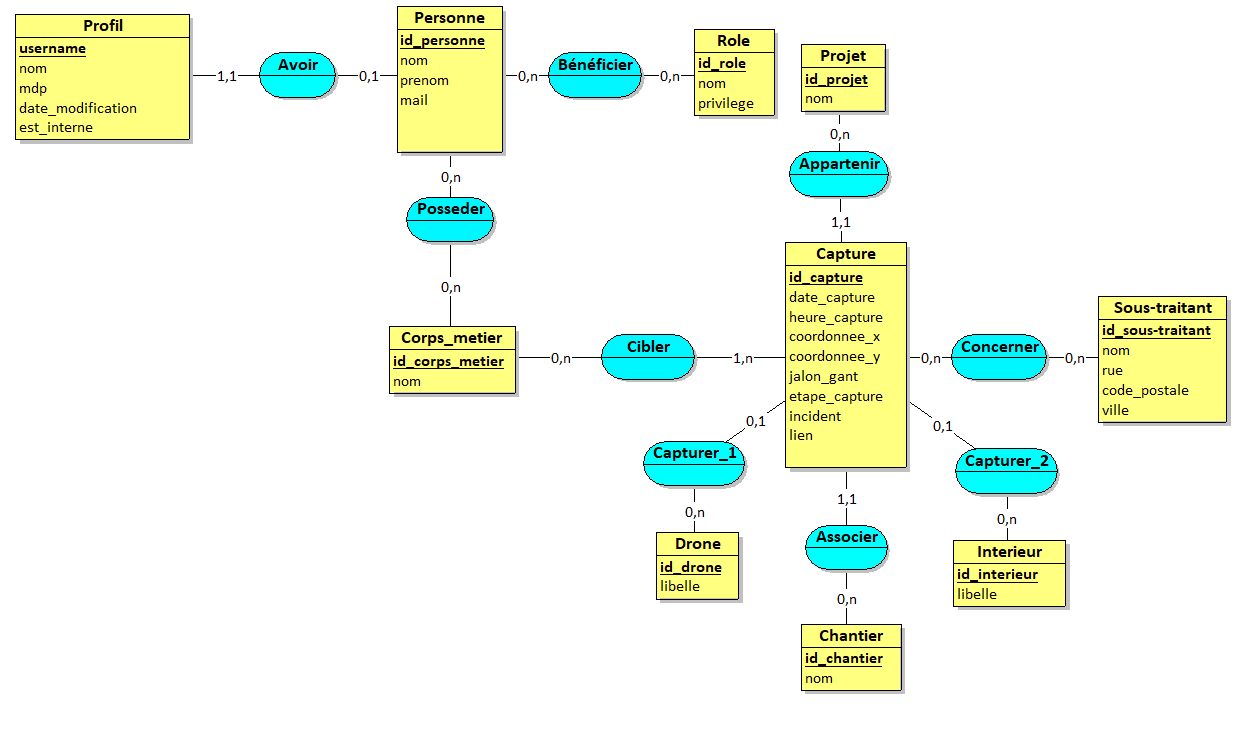 Profil
username
nom
mdp
date_modification
est_interne
1,1
Avoir
0,1
Personne
id_personne
nom
prenom
mail
0,n
Bénéficier
0,n
Role
id_role
nom
privilege
Projet
id_projet
nom
0,n
Appartenir
1,1
0,n
Posseder
0,n
Corps_metier
id_corps_metier
nom
0,n
Cibler
1,n
Capture
id_capture
date_capture
heure_capture
coordonnee_x
coordonnee_y
jalon_gant
etape_capture
incident
lien
0,n
Concerner
0,n
Sous-traitant
id_sous-traitant
nom
rue
code_postale
ville
0,1
Capturer_1
0,n
Drone
id_drone
libelle
1,1
Associer
0,n
Chantier
id_chantier
nom
0,1
Capturer_2
0,n
Interieur
id_interieur
libelle